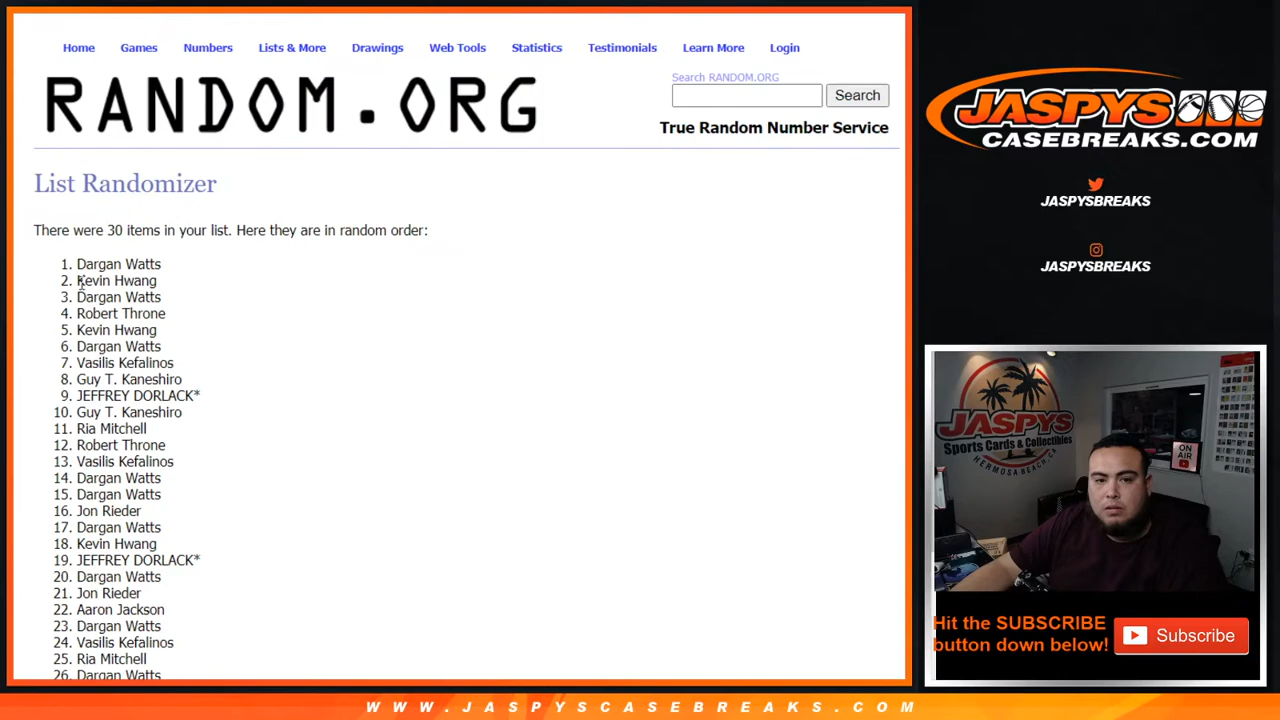 Home Games Numbers Lists & More Drawings Web Tools Statistics Testimonials Learn More Login
RANDOM.ORG
Search RANDOM.ORG
Search
True Random Number Service
List Randomizer
There were 30 items in your list. Here they are in random order:
1. Dargan Watts
2. Kevin Hwang
3. Dargan Watts
4. Robert Throne
5. Kevin Hwang
6. Dargan Watts
7. Vasilis Kefalinos
8. Guy T. Kaneshiro
9. JEFFREY DORLACK*
10. Guy T. Kaneshiro
11. Ria Mitchell
12. Robert Throne
13. Vasilis Kefalinos
14. Dargan Watts
15. Dargan Watts
16. Jon Rieder
17. Dargan Watts
18. Kevin Hwang
19. JEFFREY DORLACK*
20. Dargan Watts
21. Jon Rieder
22. Aaron Jackson
23. Dargan Watts
24. Vasilis Kefalinos
25. Ria Mitchell
26. Dargan Watts
JASPYS
CASEBREAKS.COM
JASPYSBREAKS
JASPYSBREAKS
JASPYS
Sports Cards & Collectibles
HERMOSA BEACH, CA
ON
AIR
Hit the SUBSCRIBE
button down below!
Subscribe
WWW.JASPYSCASEBREAKS.COM